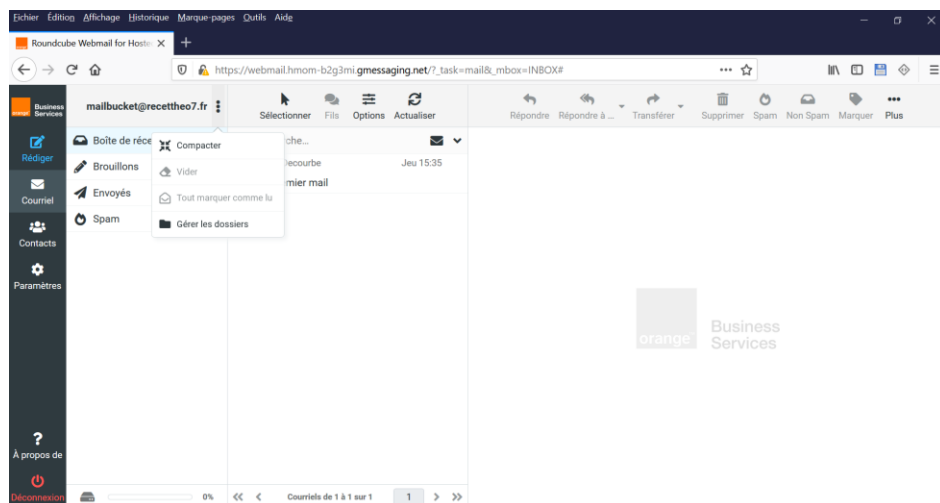 Fichier Édition Affichage Historique Marque-pages Outils Aide
Roundcube Webmail for Hoste
https://webmail.hmom-b2g3mi.gmessaging.net/?_task=mail&_mbox=INBOX#
orange Business Services
mailbucket@recettheo7.fr
Sélectionner Fils Options Actualiser
Répondre Répondre à ... Transférer Supprimer Spam Non Spam Marquer Plus
Rédiger
Courriel
Contacts
Paramètres
À propos de
Déconnexion
Boîte de réce
Brouillons
Envoyés
Spam
Compacter
Vider
Tout marquer comme lu
Gérer les dossiers
che...
lecourbe Jeu 15:35
mier mail
orange Business
Services
0%
Courriels de 1 à 1 sur 1 1